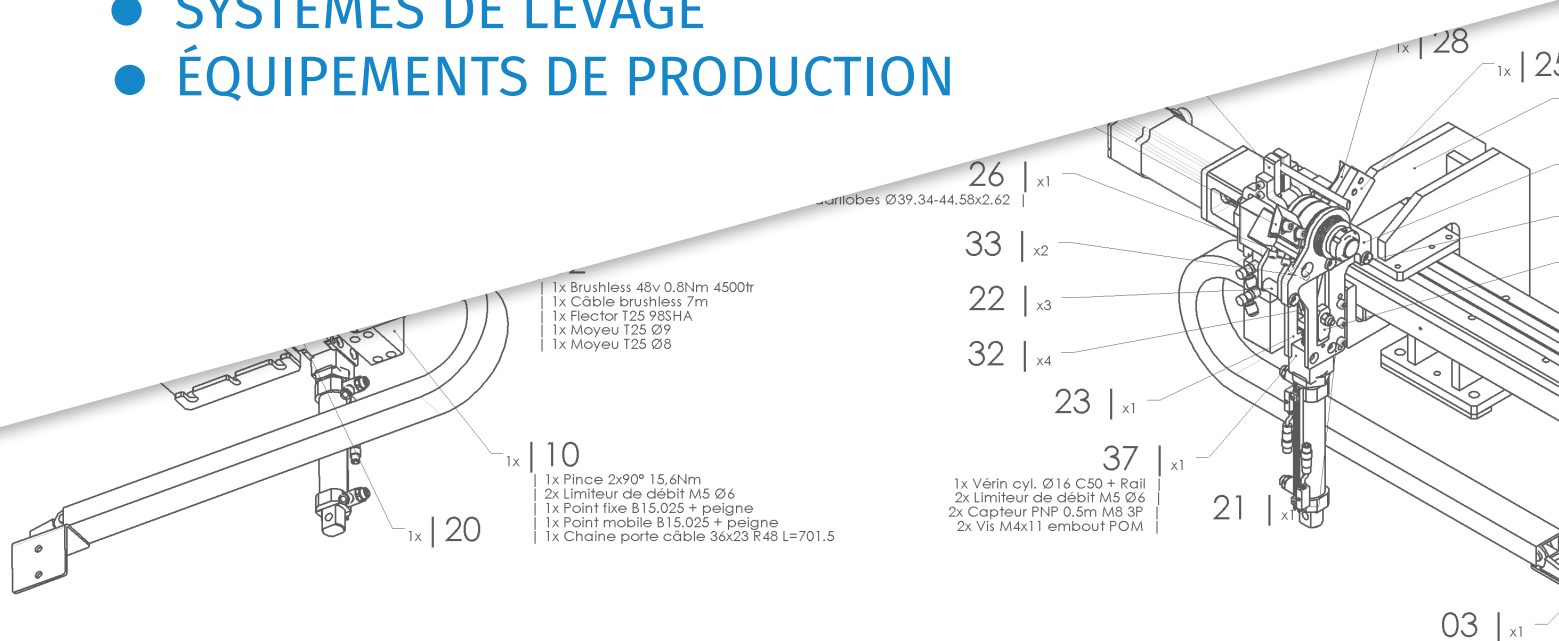 SYSTÈMES DE LEVAGE
ÉQUIPEMENTS DE PRODUCTION
1x | 28
1x | 25
26 | x1
Ø39.34-44.58x2.62 |
33 | x2
22 | x3
32 | x4
23 | x1
| 1x Brushless 48v 0.8Nm 4500tr
| 1x Câble brushless 7m
| 1x Flector T25 98SHA
| 1x Moyeu T25 Ø9
| 1x Moyeu T25 Ø8
1x | 10
| 1x Pince 2x90° 15,6Nm
| 2x Limiteur de débit M5 Ø6
| 1x Point fixe B15.025 + peigne
| 1x Point mobile B15.025 + peigne
| 1x Chaine porte câble 36x23 R48 L=701.5
1x | 20
37 | x1
1x Vérin cyl. Ø16 C50 + Rail |
2x Limiteur de débit M5 Ø6 |
2x Capteur PNP 0.5m M8 3P |
2x Vis M4x11 embout POM |
21 | x1
03 | x1